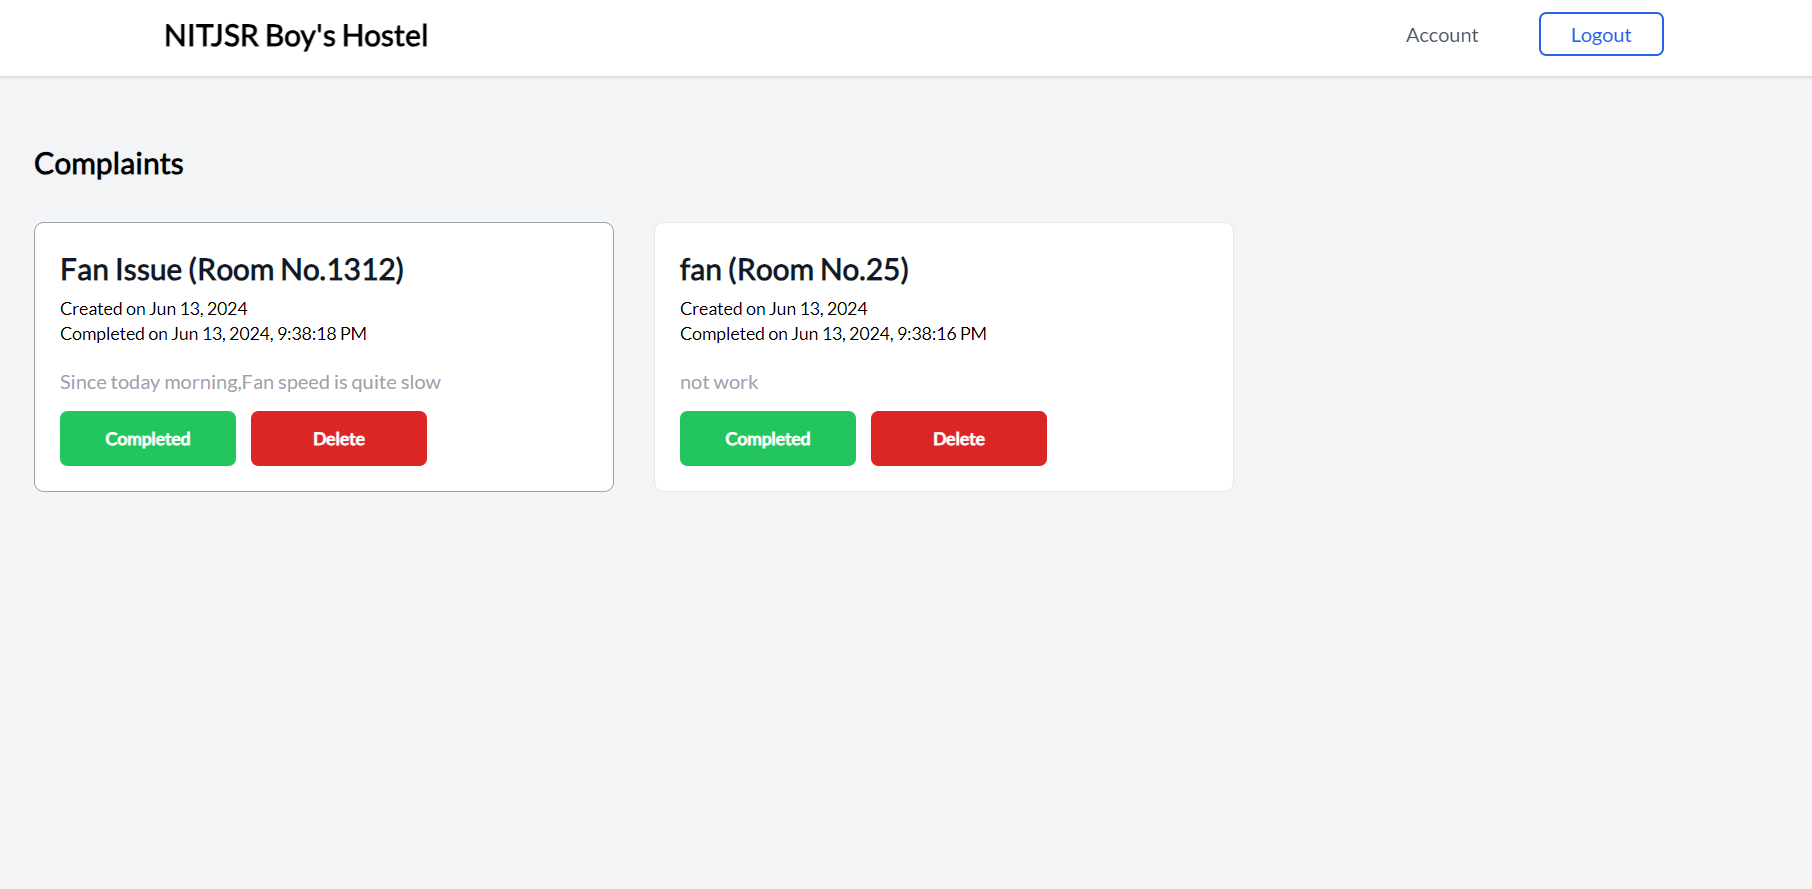 NITJSR Boy's Hostel
Account
Logout
Complaints
Fan Issue (Room No.1312)
Created on Jun 13, 2024
Completed on Jun 13, 2024, 9:38:18 PM
Since today morning,Fan speed is quite slow
Completed
Delete
fan (Room No.25)
Created on Jun 13, 2024
Completed on Jun 13, 2024, 9:38:16 PM
not work
Completed
Delete